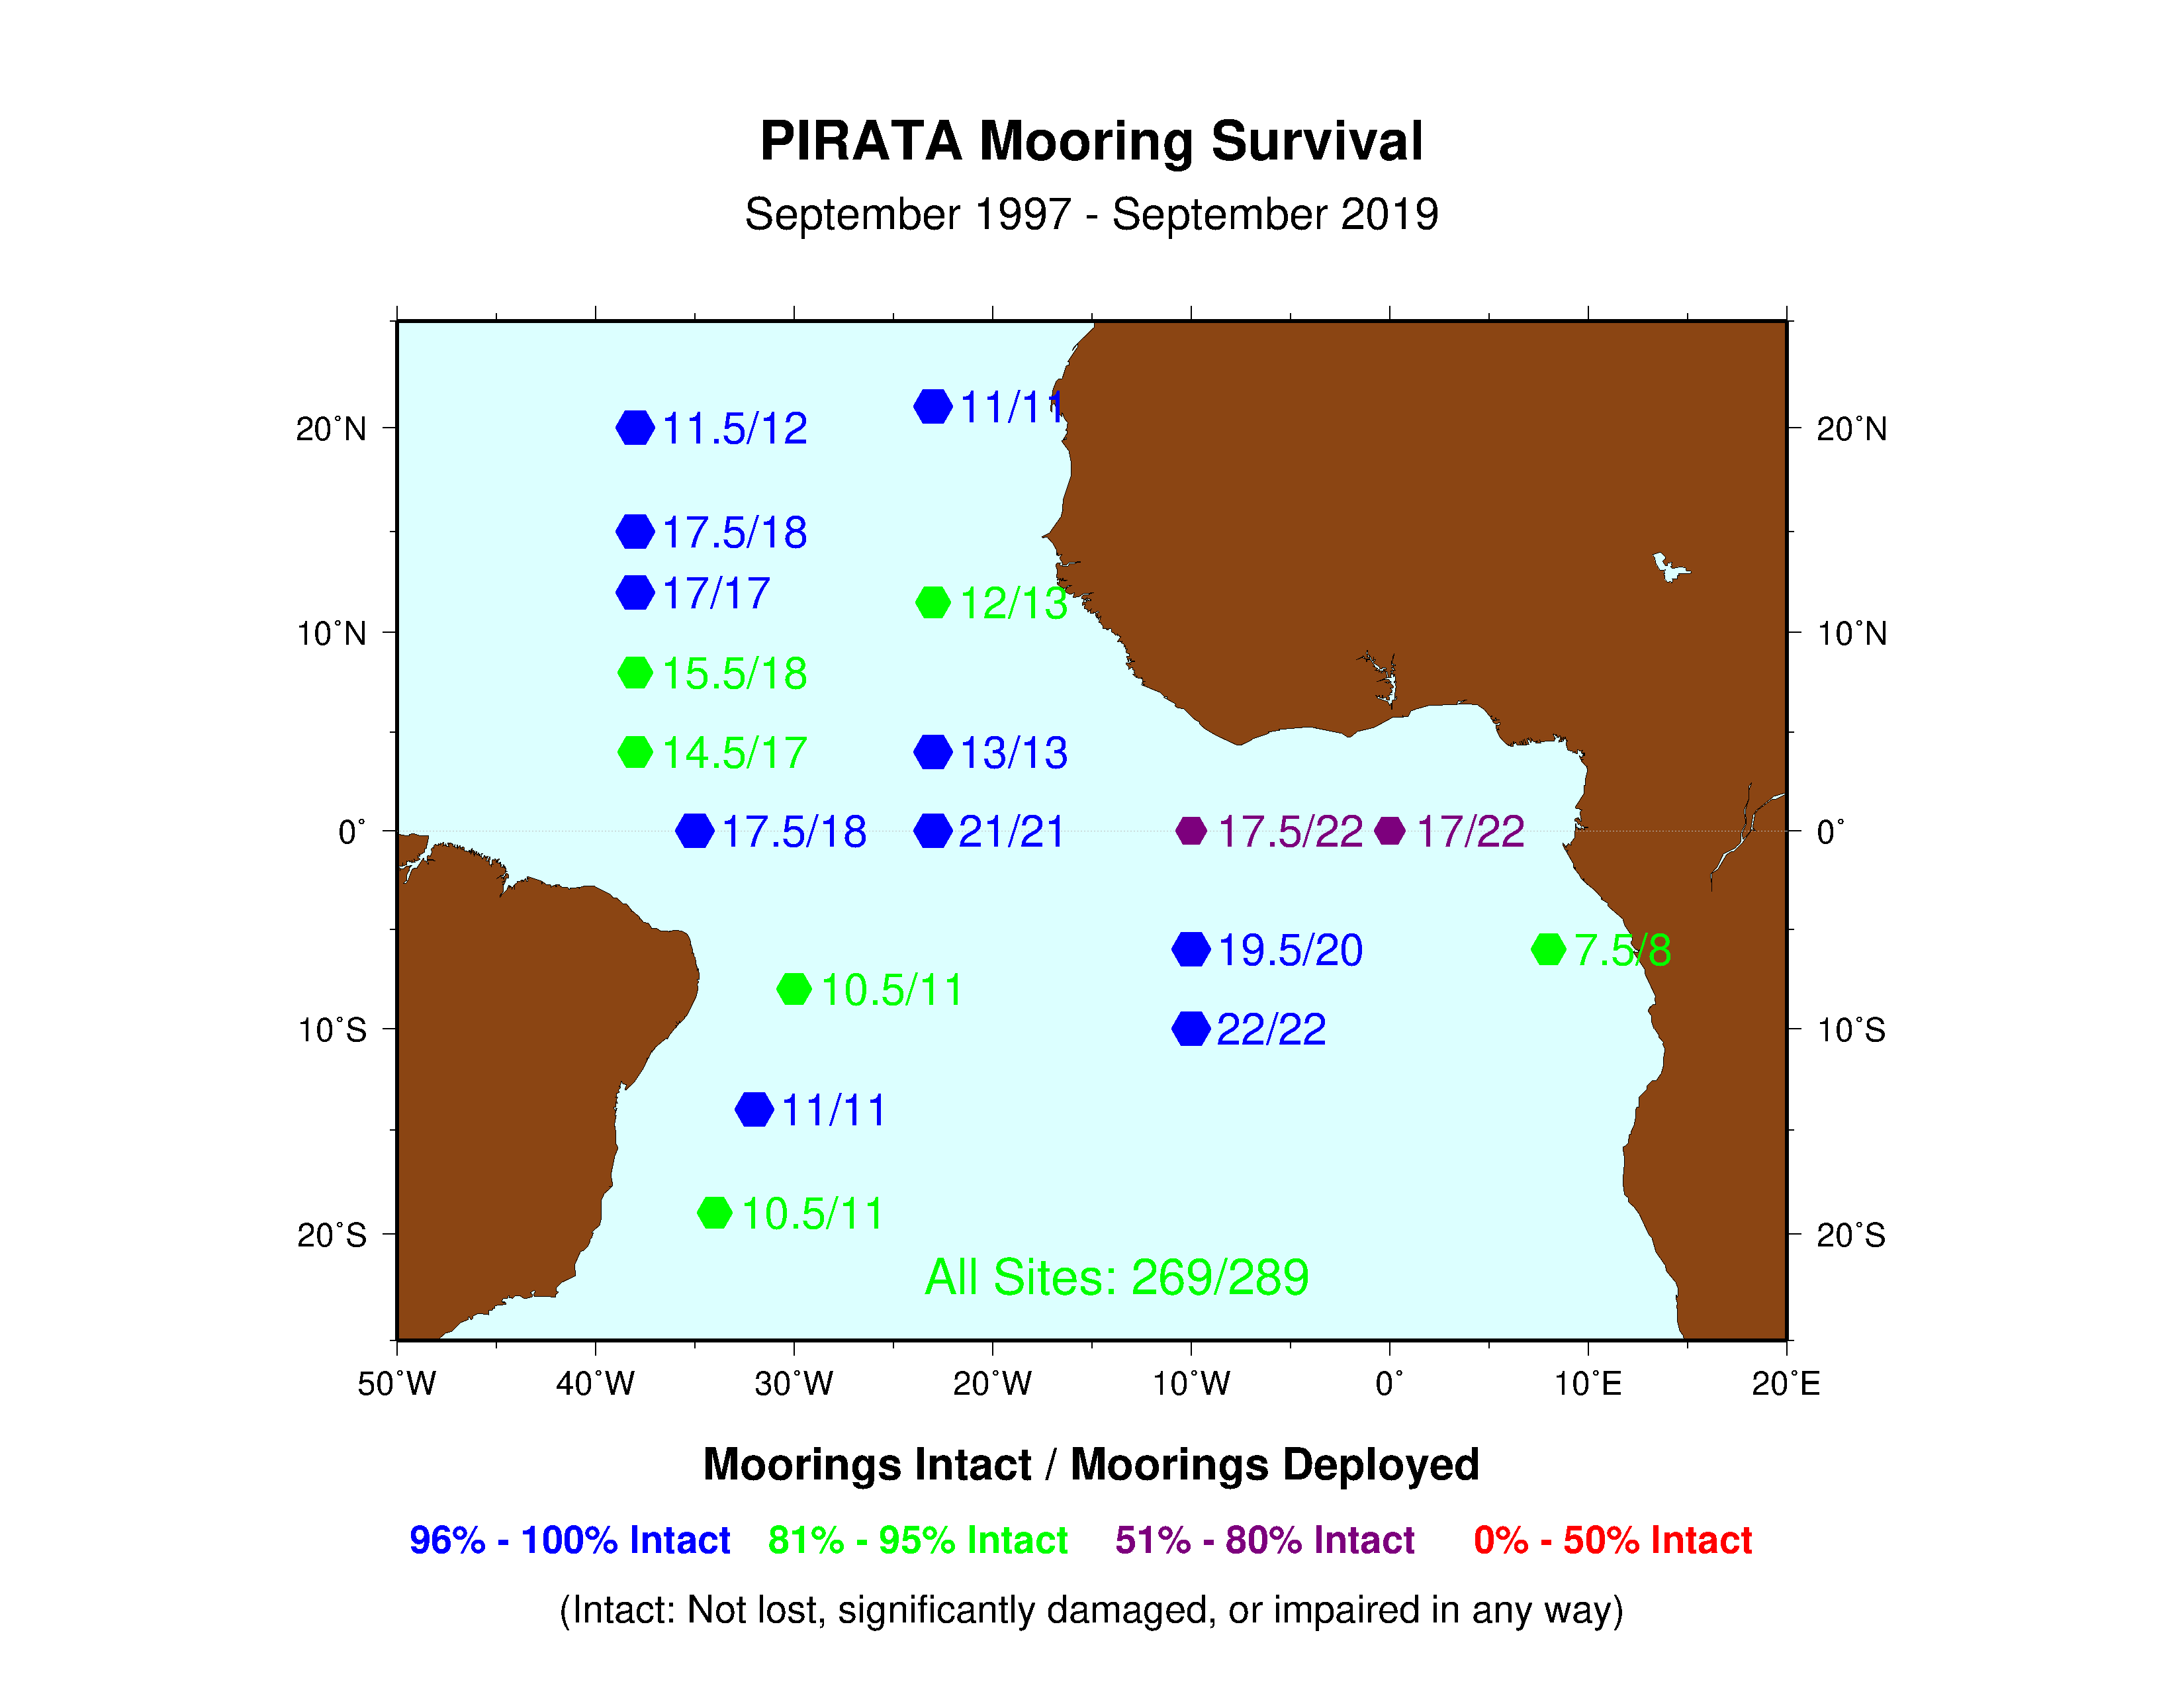 PIRATA Mooring Survival
September 1997 - September 2019
11/11
20˚N 11.5/12 20˚N
17.5/18
17/17 12/13
10˚N 10˚N
15.5/18
14.5/17 13/13
0˚ 17.5/18 21/21 17.5/22 17/22 0˚
19.5/20 7.5/8
10.5/11
10˚S 22/22 10˚S
11/11
10.5/11
20˚S 20˚S
All Sites: 269/289
50˚W 40˚W 30˚W 20˚W 10˚W 0˚ 10˚E 20˚E
Moorings Intact / Moorings Deployed
96% - 100% Intact 81% - 95% Intact 51% - 80% Intact 0% - 50% Intact
(Intact: Not lost, significantly damaged, or impaired in any way)